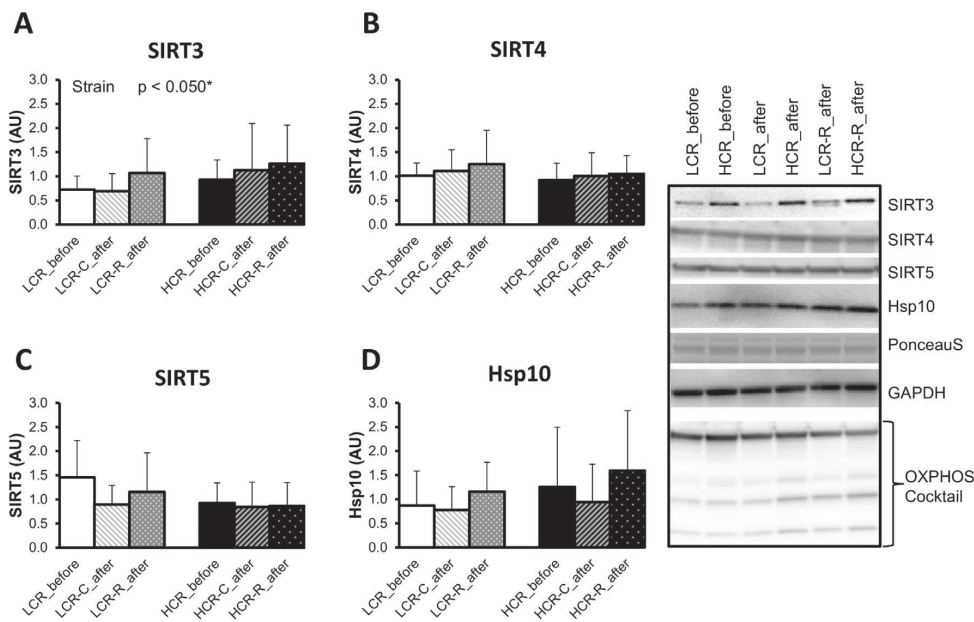 A
SIRT3
SIRT3 (AU)
3.0
2.5
2.0
1.5
1.0
0.5
0.0
Strain p < 0.050*
LCR_before
LCR-C_after
LCR-R_after
HCR_before
HCR-C_after
HCR-R_after
B
SIRT4
SIRT4 (AU)
3.0
2.5
2.0
1.5
1.0
0.5
0.0
LCR_before
LCR-C_after
LCR-R_after
HCR_before
HCR-C_after
HCR-R_after
C
SIRT5
SIRT5 (AU)
3.0
2.5
2.0
1.5
1.0
0.5
0.0
LCR_before
LCR-C_after
LCR-R_after
HCR_before
HCR-C_after
HCR-R_after
D
Hsp10
Hsp10 (AU)
3.0
2.5
2.0
1.5
1.0
0.5
0.0
LCR_before
LCR-C_after
LCR-R_after
HCR_before
HCR-C_after
HCR-R_after
LCR_before
HCR_before
LCR_after
HCR_after
LCR-R_after
HCR-R_after
SIRT3
SIRT4
SIRT5
Hsp10
PonceauS
GAPDH
OXPHOS
Cocktail